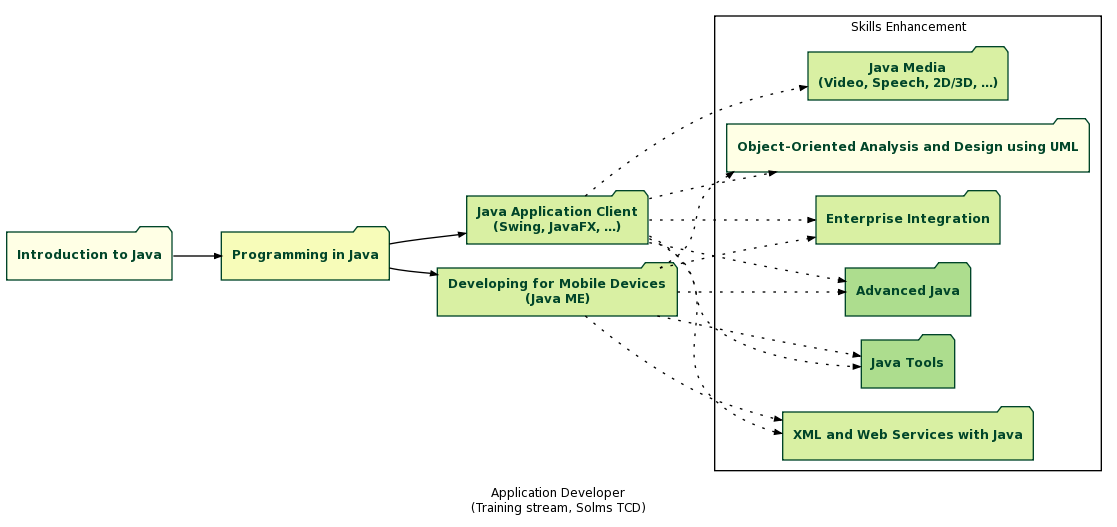 Skills Enhancement
Java Media
(Video, Speech, 2D/3D, ...)
Object-Oriented Analysis and Design using UML
Java Application Client
(Swing, JavaFX, ...)
Enterprise Integration
Introduction to Java
Programming in Java
Developing for Mobile Devices
(Java ME)
Advanced Java
Java Tools
XML and Web Services with Java
Application Developer
(Training stream, Solms TCD)